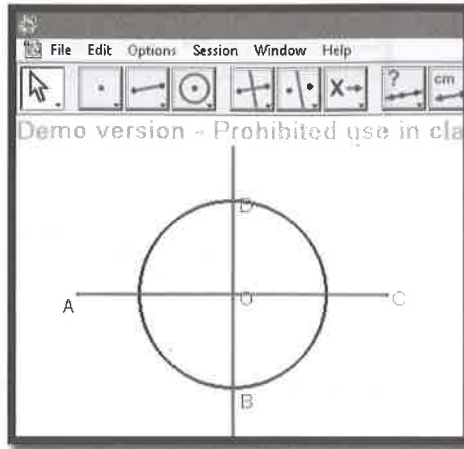 File Edit Options Session Window Help
X
?
cm
Demo version - Prohibited use in cla
D
A
O
C
B